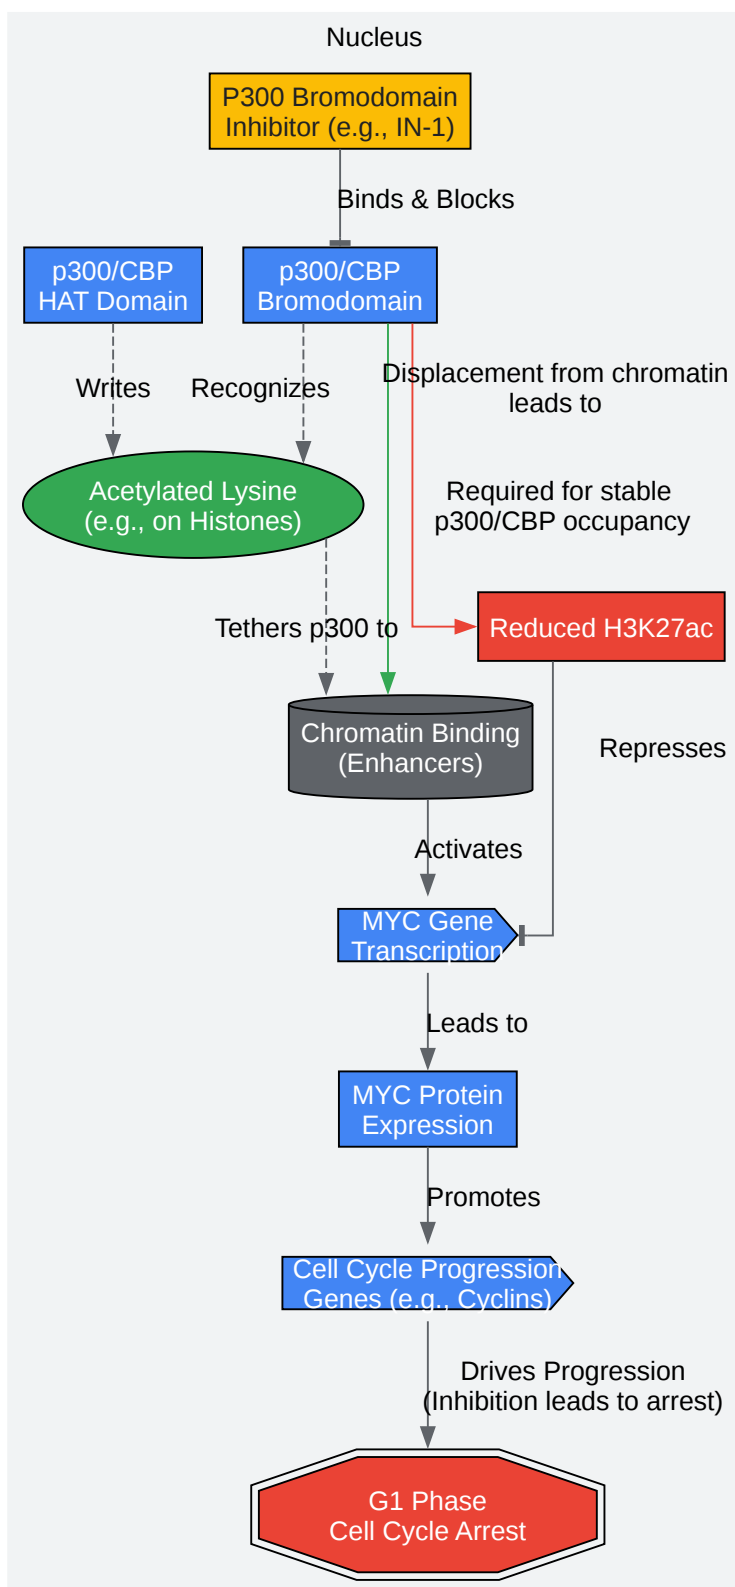 Nucleus
P300 Bromodomain
Inhibitor (e.g., IN-1)
Binds & Blocks
p300/CBP
HAT Domain
p300/CBP
Bromodomain
Writes
Recognizes
Displacement from chromatin
leads to
Acetylated Lysine
(e.g., on Histones)
Required for stable
p300/CBP occupancy
Tethers p300 to
Reduced H3K27ac
Chromatin Binding
(Enhancers)
Represses
Activates
MYC Gene
Transcription
Leads to
MYC Protein
Expression
Promotes
Cell Cycle Progression
Genes (e.g., Cyclins)
Drives Progression
(Inhibition leads to arrest)
G1 Phase
Cell Cycle Arrest